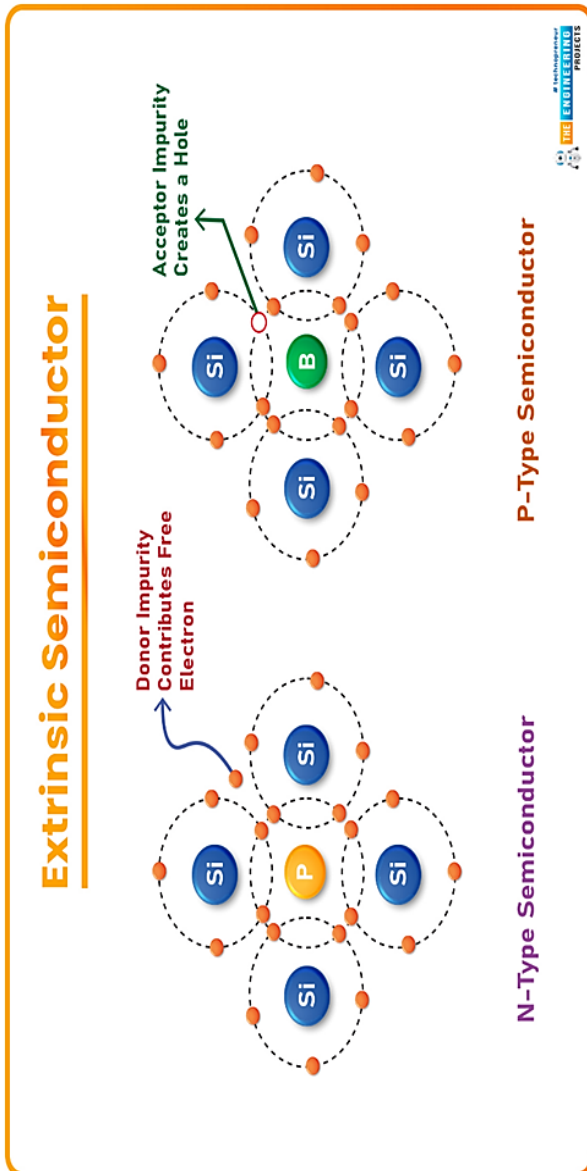 Extrinsic Semiconductor
Donor Impurity
Contributes Free
Electron
Acceptor Impurity
Creates a Hole
Si
Si
P
Si
Si
Si
Si
B
Si
Si
N-Type Semiconductor
P-Type Semiconductor
#technopreneur
THE ENGINEERING
PROJECTS